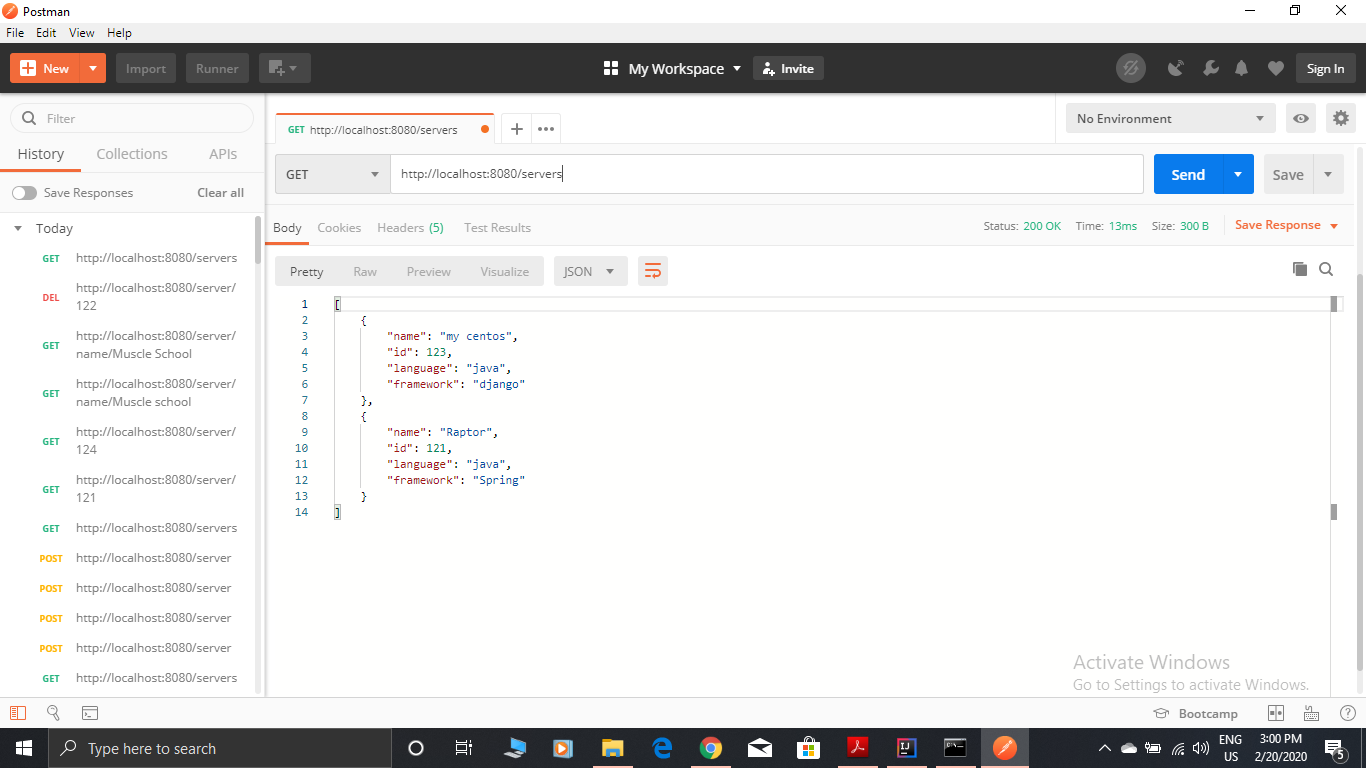 Postman
File Edit View Help
New Import Runner My Workspace Invite Sign In
Filter
History Collections APIs
Save Responses Clear all
Today
GET http://localhost:8080/servers
DEL http://localhost:8080/server/
122
GET http://localhost:8080/server/
name/Muscle School
GET http://localhost:8080/server/
name/Muscle school
GET http://localhost:8080/server/
124
GET http://localhost:8080/server/
121
GET http://localhost:8080/servers
POST http://localhost:8080/server
POST http://localhost:8080/server
POST http://localhost:8080/server
POST http://localhost:8080/server
GET http://localhost:8080/servers
GET http://localhost:8080/servers
No Environment
GET http://localhost:8080/servers Send Save
Body Cookies Headers (5) Test Results Status: 200 OK Time: 13ms Size: 300 B Save Response
Pretty Raw Preview Visualize JSON
1 [
2 {
3 "name": "my centos",
4 "id": 123,
5 "language": "java",
6 "framework": "django"
7 },
8 {
9 "name": "Raptor",
10 "id": 121,
11 "language": "java",
12 "framework": "Spring"
13 }
14 ]
Activate Windows
Go to Settings to activate Windows.
Bootcamp
Type here to search
ENG
US
3:00 PM
2/20/2020
5